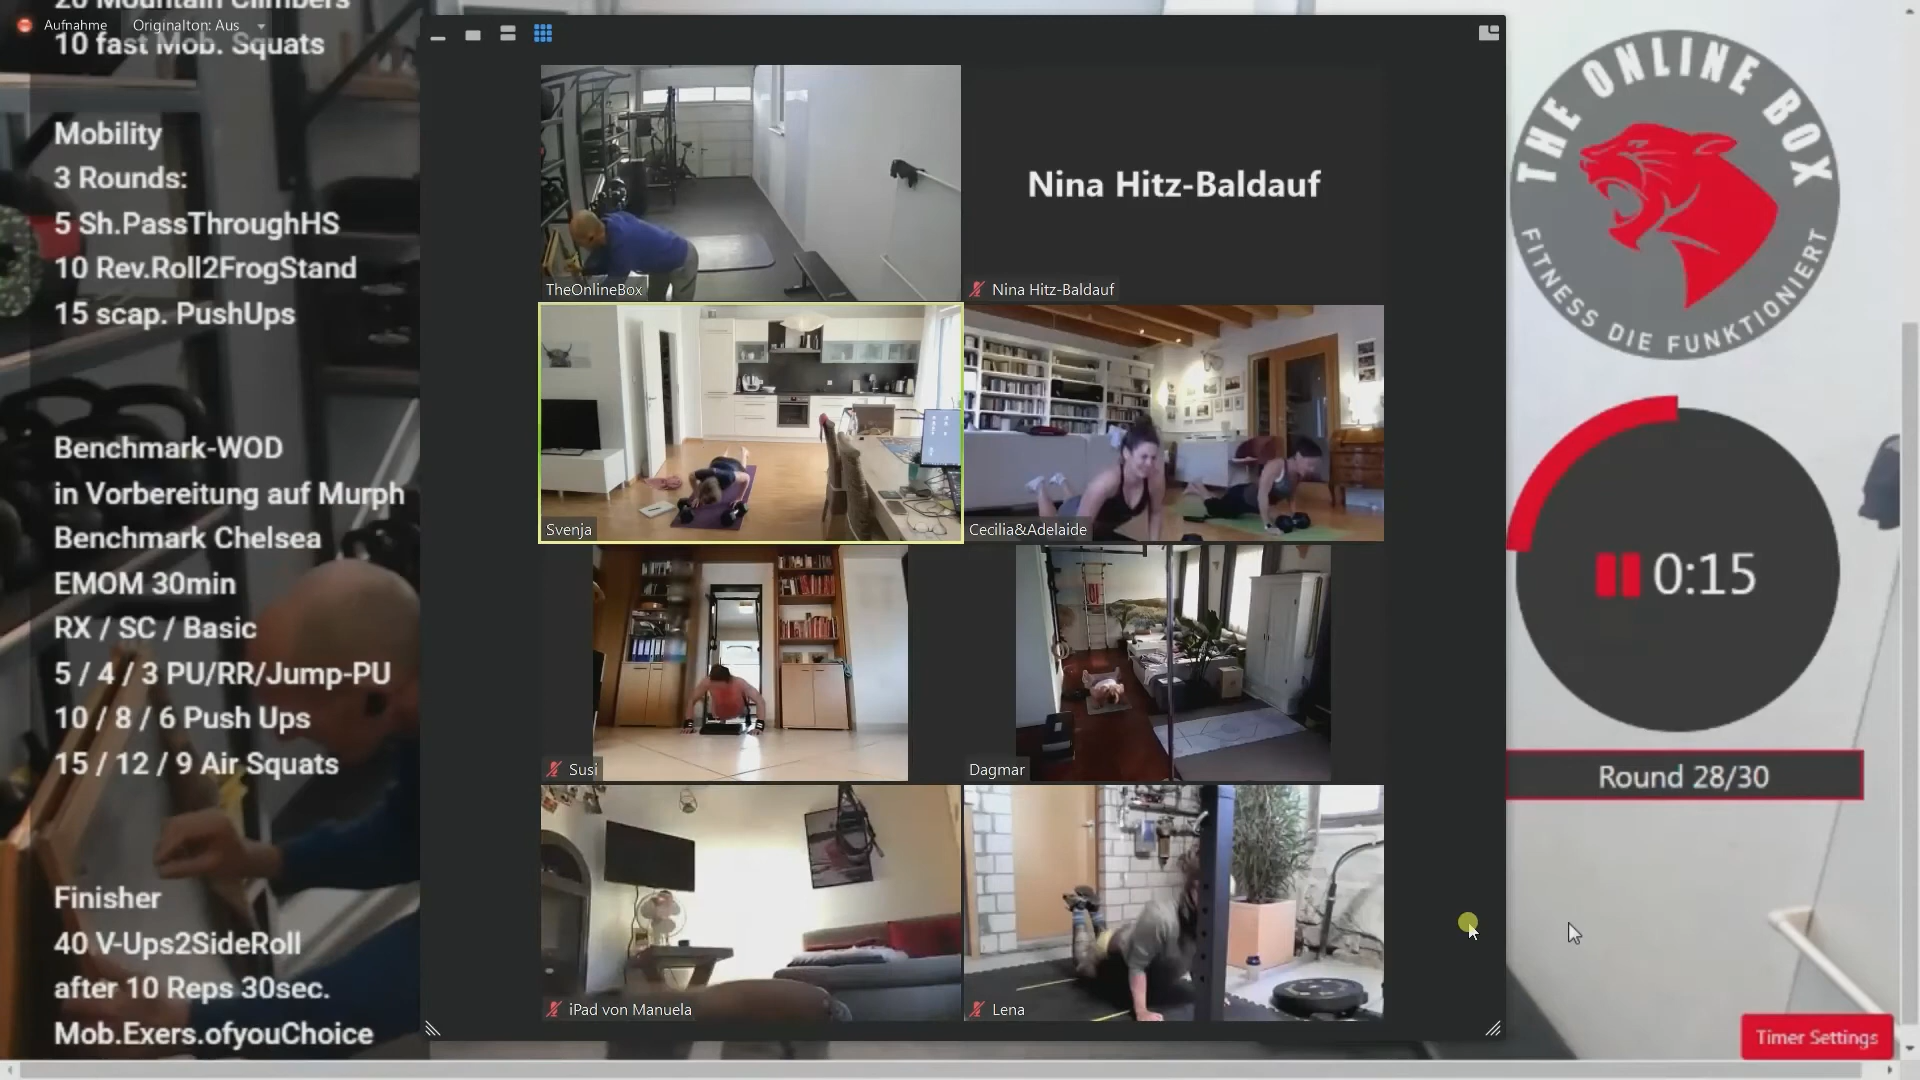 20 Mountain Climbers
Aufnahme
Originalton: Aus
10 fast Mob. Squats
Mobility
3 Rounds:
5 Sh.PassThroughHS
10 Rev.Roll2FrogStand
15 scap. PushUps
Benchmark-WOD
in Vorbereitung auf Murph
Benchmark Chelsea
EMOM 30min
RX / SC / Basic
5 / 4 / 3 PU/RR/Jump-PU
10 / 8 / 6 Push Ups
15 / 12 / 9 Air Squats
Finisher
40 V-Ups2SideRoll
after 10 Reps 30sec.
Mob.Exers.ofyouChoice
TheOnlineBox
Nina Hitz-Baldauf
Nina Hitz-Baldauf
Svenja
Cecilia&Adelaide
Susi
Dagmar
iPad von Manuela
Lena
THE ONLINE BOX
FITNESS DIE FUNKTIONIERT
0:15
Round 28/30
Timer Settings